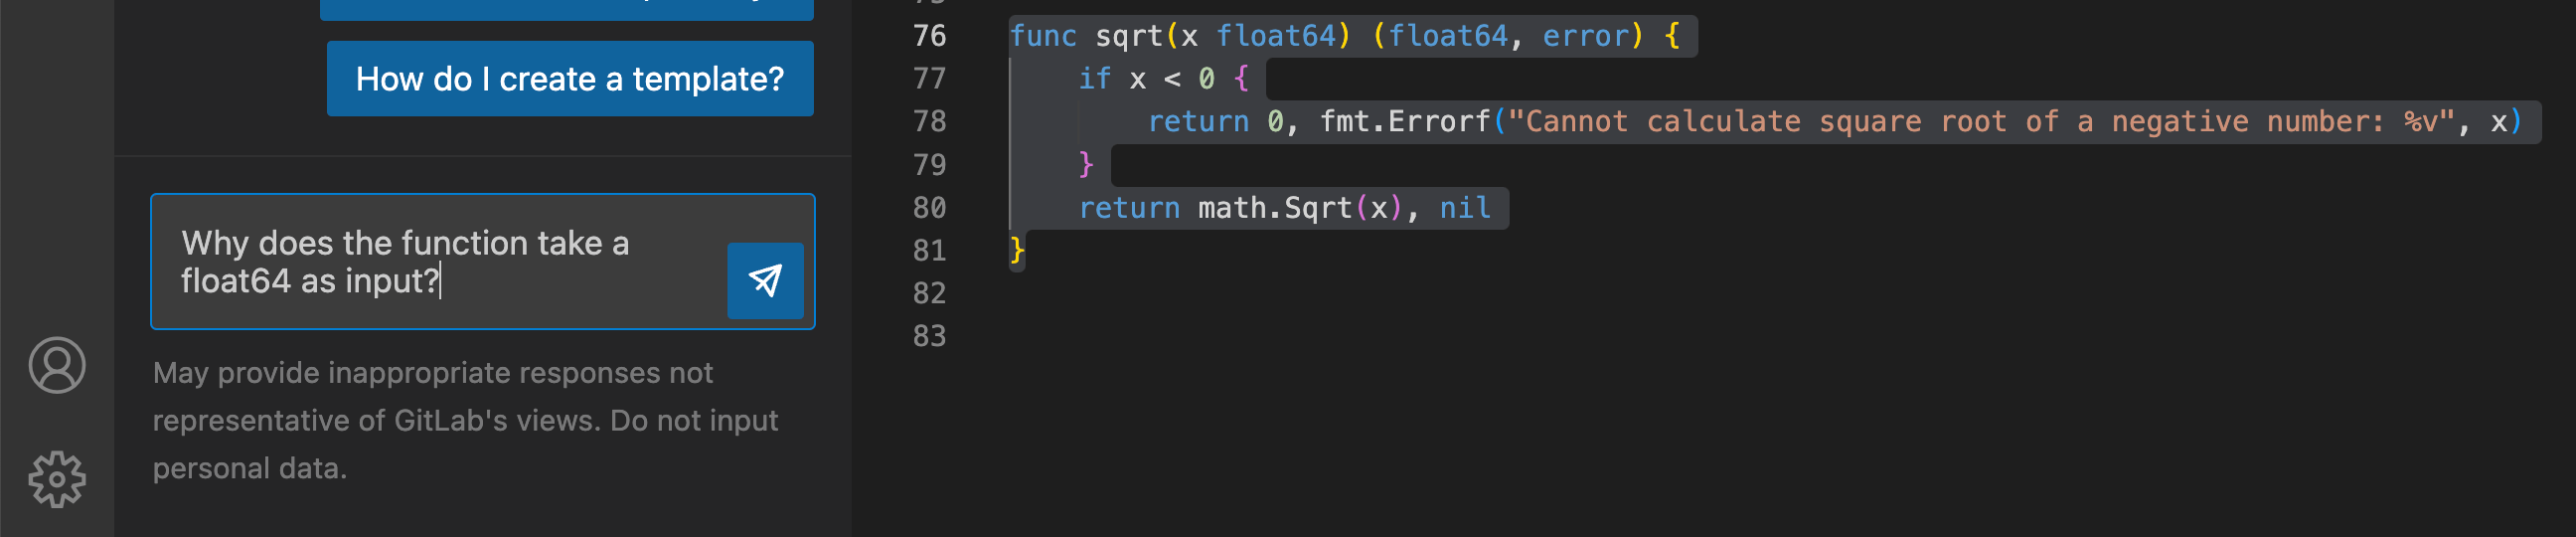 How do I create a template?
Why does the function take a
float64 as input?
May provide inappropriate responses not
representative of GitLab's views. Do not input
personal data.
76 func sqrt(x float64) (float64, error) {
77 if x < 0 {
78 return 0, fmt.Errorf("Cannot calculate square root of a negative number: %v", x)
79 }
80 return math.Sqrt(x), nil
81 }
82
83